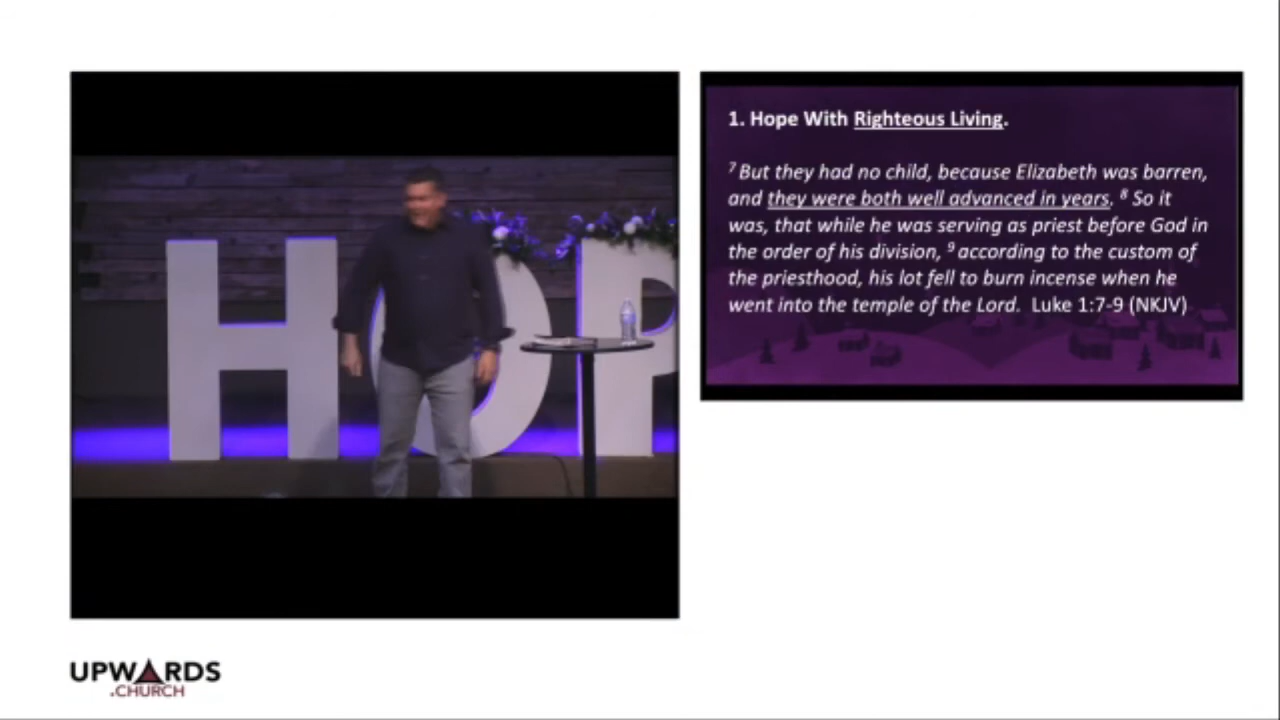 HOP
1. Hope With Righteous Living.
7 But they had no child, because Elizabeth was barren,
and they were both well advanced in years. 8 So it
was, that while he was serving as priest before God in
the order of his division, 9 according to the custom of
the priesthood, his lot fell to burn incense when he
went into the temple of the Lord. Luke 1:7-9 (NKJV)
UPWARDS
.CHURCH